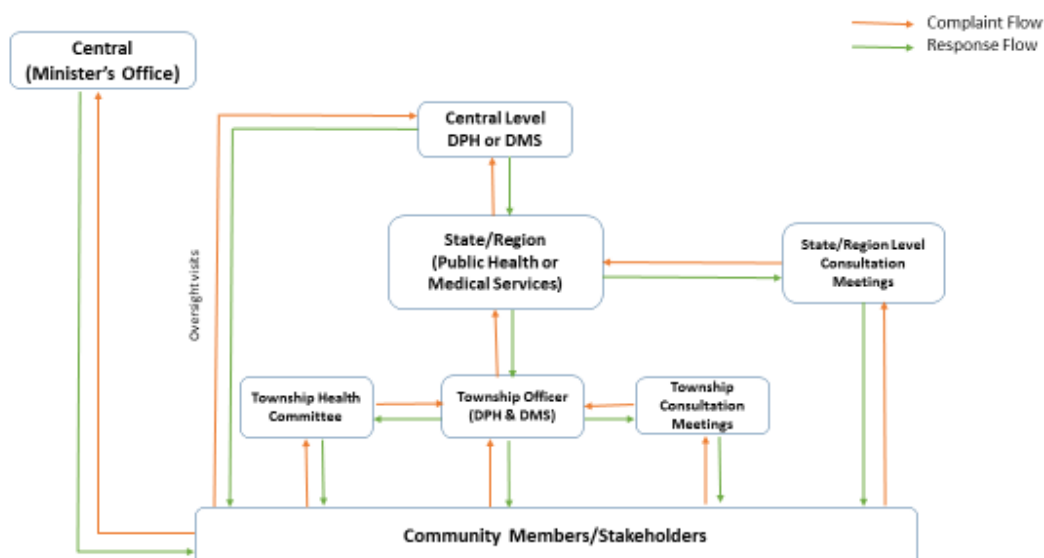 Complaint Flow
Response Flow
Central
(Minister's Office)
Central Level
DPH or DMS
State/Region
(Public Health or
Medical Services)
State/Region Level
Consultation
Meetings
Oversight visits
Township Health
Committee
Township Officer
(DPH & DMS)
Township
Consultation
Meetings
Community Members/Stakeholders